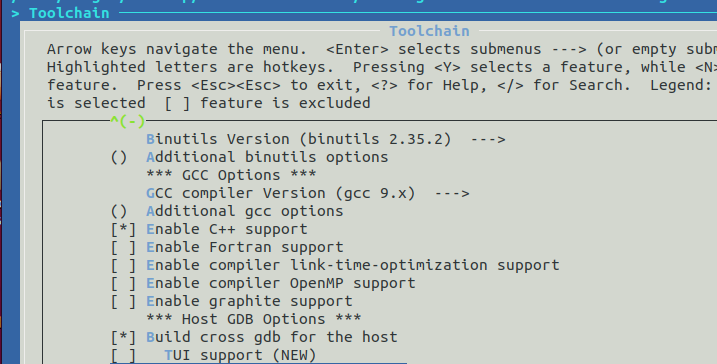 > Toolchain
Toolchain
Arrow keys navigate the menu. <Enter> selects submenus ---> (or empty
Highlighted letters are hotkeys. Pressing <Y> selects a feature, while <N>
feature. Press <Esc><Esc> to exit, <?> for Help, </> for Search. Legend:
is selected [ ] feature is excluded
^(-)
Binutils Version (binutils 2.35.2) --->
() Additional binutils options
*** GCC Options ***
GCC compiler Version (gcc 9.x) --->
() Additional gcc options
[*] Enable C++ support
[ ] Enable Fortran support
[ ] Enable compiler link-time-optimization support
[ ] Enable compiler OpenMP support
[ ] Enable graphite support
*** Host GDB Options ***
[*] Build cross gdb for the host
[ ] TUI support (NEW)